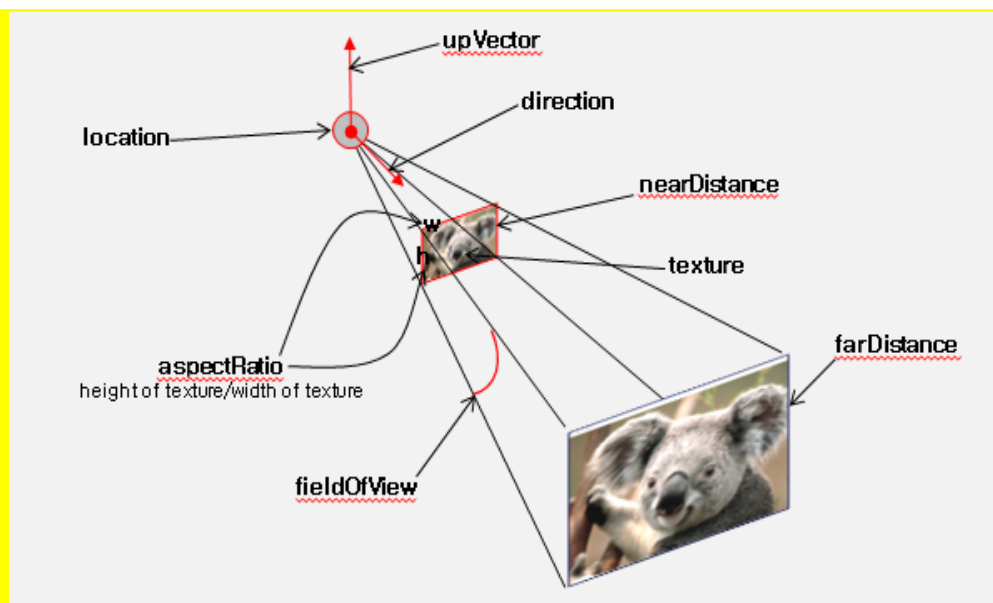 upVector
direction
location
nearDistance
w
h
texture
farDistance
aspectRatio
height of texture/width of texture
fieldOfView